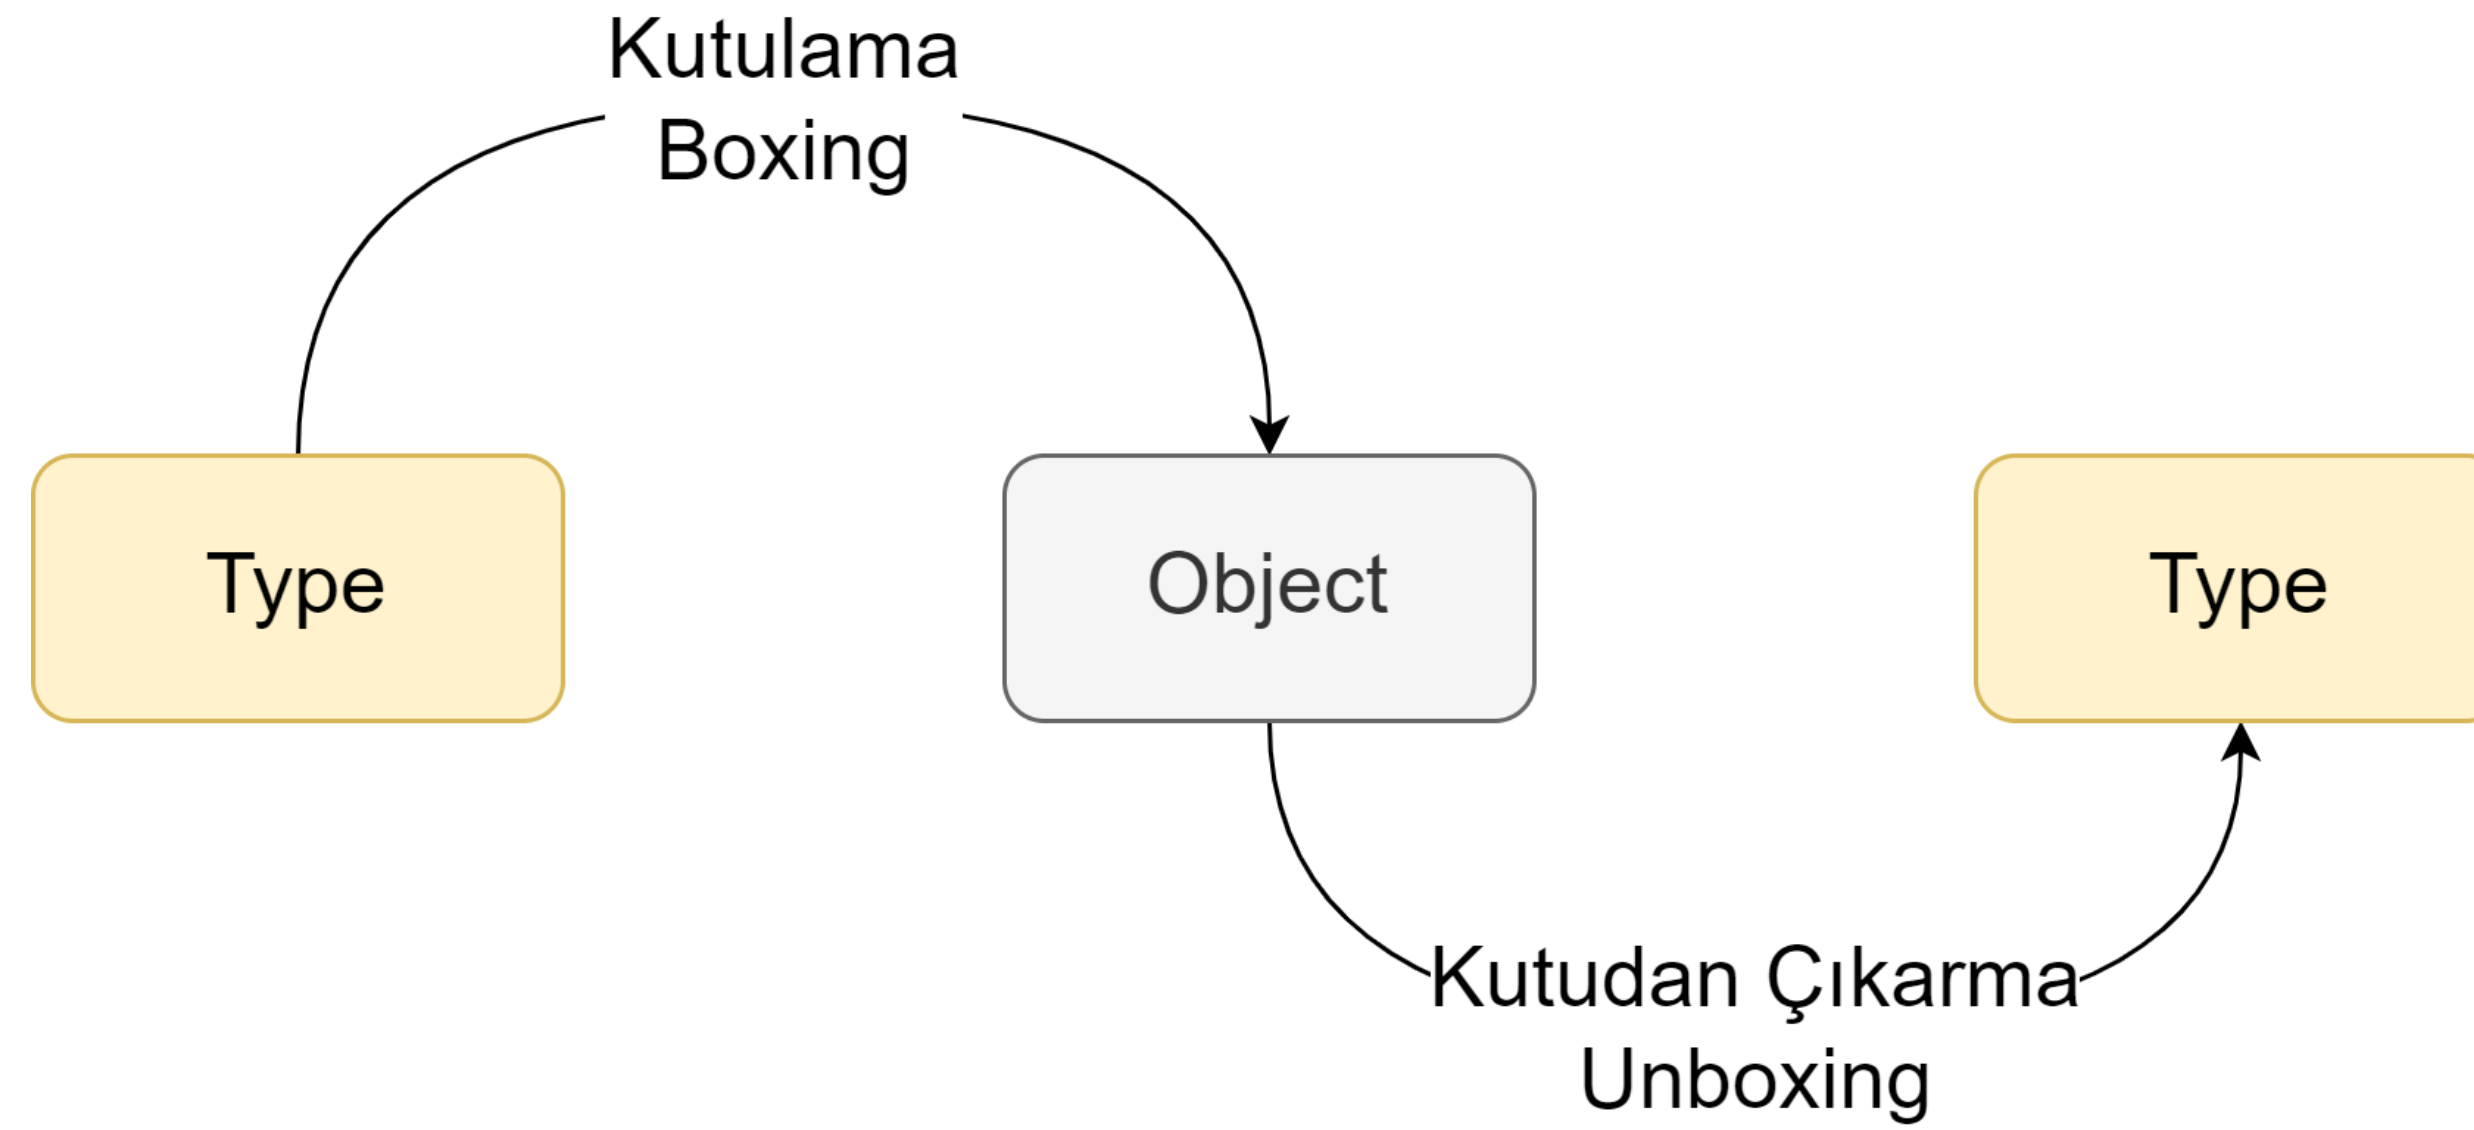 Kutulama
Boxing
Type
Object
Type
Kutudan Çıkarma
Unboxing